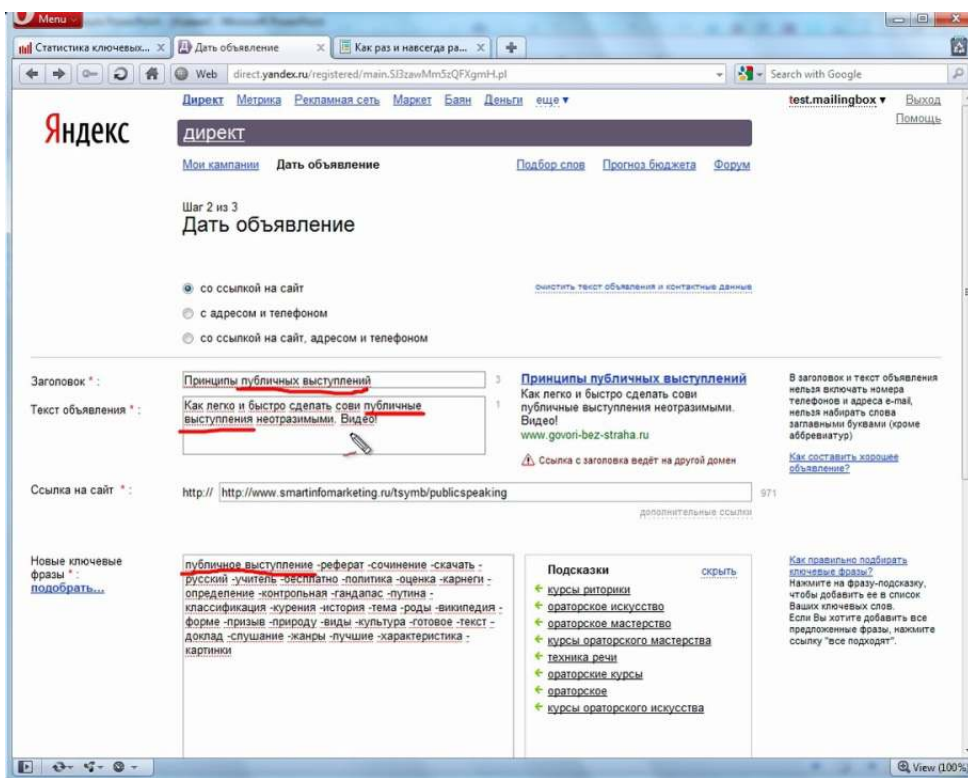 Menu
Статистика ключевых... Дать объявление Как раз и навсегда ра...
Web direct.yandex.ru/registered/main.SJ3zawMm5zQFXgmH.pl Search with Google
Директ Метрика Рекламная сеть Маркет Баян Деньги еще ▼ test.mailingbox ▼ Выход
Помощь
Яндекс
директ
Мои кампании Дать объявление Подбор слов Прогноз бюджета Форум
Шаг 2 из 3
Дать объявление
со ссылкой на сайт очистить текст объявления и контактные данные
с адресом и телефоном
со ссылкой на сайт, адресом и телефоном
Заголовок * : Принципы публичных выступлений 3
Текст объявления * : Как легко и быстро сделать сови публичные 1
выступления неотразимыми. Видео!
Принципы публичных выступлений
Как легко и быстро сделать сови
публичные выступления неотразимыми.
Видео!
www.govori-bez-straha.ru
Ссылка с заголовка ведёт на другой домен
В заголовок и текст объявления
нельзя включать номера
телефонов и адреса e-mail,
нельзя набирать слова
заглавными буквами (кроме
аббревиатур)
Как составить хорошее
объявление?
Ссылка на сайт * : http:// http://www.smartinfomarketing.ru/tsymb/publicspeaking 971
дополнительные ссылки
Новые ключевые
фразы * :
подобрать...
публичное выступление -реферат -сочинение -скачать -
русский -учитель -бесплатно -политика -оценка -карнеги -
определение -контрольная -гандапас -путина -
классификация -курения -история -тема -роды -википедия -
форме -призыв -природу -виды -культура -готовое -текст -
доклад -слушание -жанры -лучшие -характеристика -
картинки
Подсказки скрыть
курсы риторики
ораторское искусство
ораторское мастерство
курсы ораторского мастерства
техника речи
ораторские курсы
ораторское
курсы ораторского искусства
Как правильно подбирать
ключевые фразы?
Нажмите на фразу-подсказку,
чтобы добавить ее в список
Ваших ключевых слов.
Если Вы хотите добавить все
предложенные фразы, нажмите
ссылку "все подходят".
View (100%)